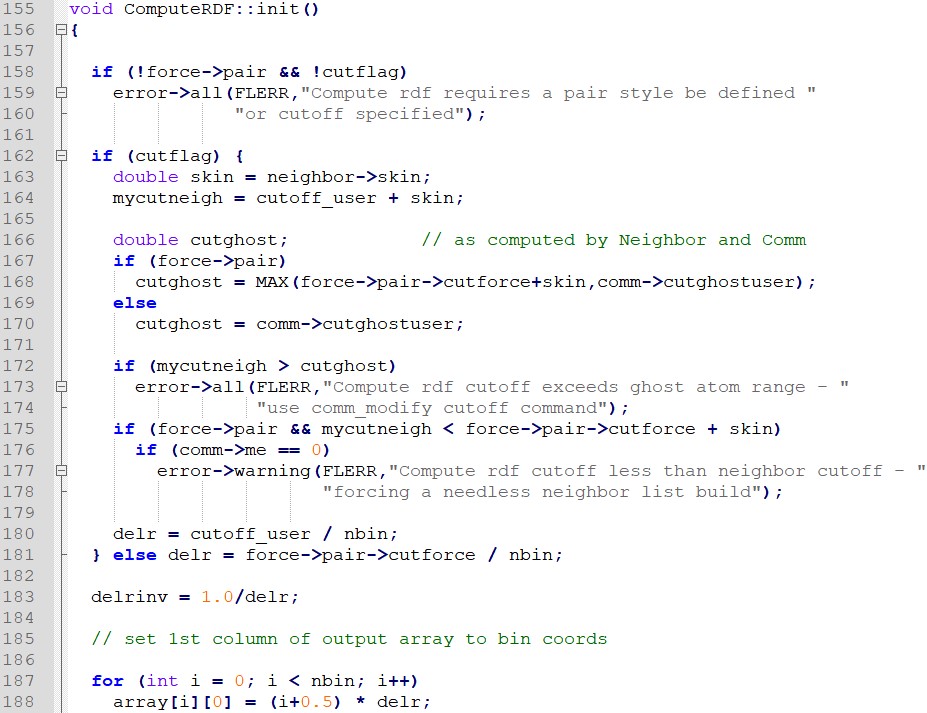 155 void ComputeRDF::init()
156 {
157
158   if (!force->pair && !cutflag)
159     error->all(FLERR,"Compute rdf requires a pair style be defined "
160                "or cutoff specified");
161
162   if (cutflag) {
163     double skin = neighbor->skin;
164     mycutneigh = cutoff_user + skin;
165
166     double cutghost;            // as computed by Neighbor and Comm
167     if (force->pair)
168       cutghost = MAX(force->pair->cutforce+skin,comm->cutghostuser);
169     else
170       cutghost = comm->cutghostuser;
171
172     if (mycutneigh > cutghost)
173       error->all(FLERR,"Compute rdf cutoff exceeds ghost atom range - "
174                  "use comm_modify cutoff command");
175     if (force->pair && mycutneigh < force->pair->cutforce + skin)
176       if (comm->me == 0)
177         error->warning(FLERR,"Compute rdf cutoff less than neighbor cutoff - "
178                        "forcing a needless neighbor list build");
179
180     delr = cutoff_user / nbin;
181   } else delr = force->pair->cutforce / nbin;
182
183   delrinv = 1.0/delr;
184
185   // set 1st column of output array to bin coords
186
187   for (int i = 0; i < nbin; i++)
188     array[i][0] = (i+0.5) * delr;